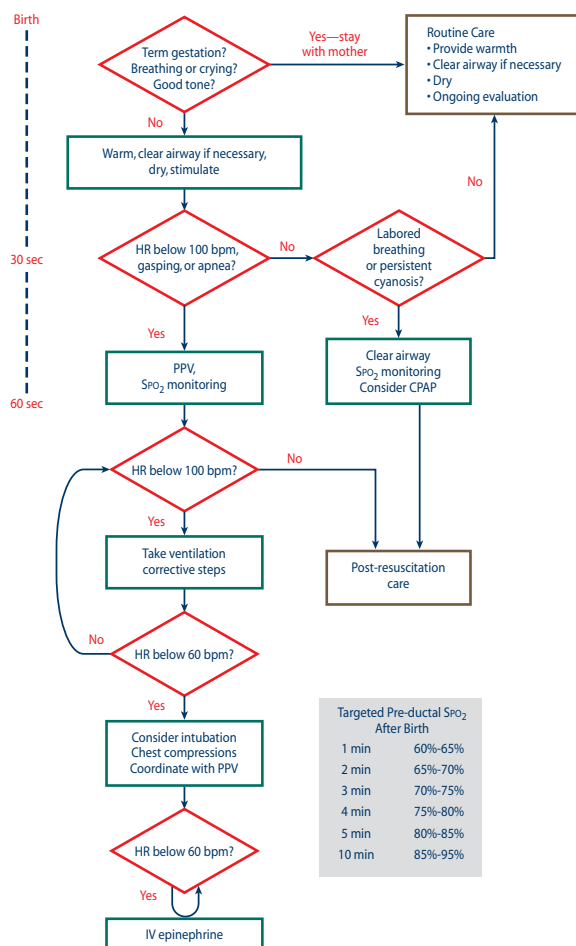 Birth
Yes—stay
with mother
Term gestation?
Breathing or crying?
Good tone?
Routine Care
• Provide warmth
• Clear airway if necessary
• Dry
• Ongoing evaluation
No
Warm, clear airway if necessary,
dry, stimulate
No
30 sec
HR below 100 bpm,
gasping, or apnea?
No
Labored
breathing
or persistent
cyanosis?
Yes
Yes
PPV,
SPO2 monitoring
Clear airway
SPO2 monitoring
Consider CPAP
60 sec
HR below 100 bpm?
No
Yes
Take ventilation
corrective steps
Post-resuscitation
care
No
HR below 60 bpm?
Yes
Consider intubation
Chest compressions
Coordinate with PPV
HR below 60 bpm?
Yes
IV epinephrine
Targeted Pre-ductal SPO2
After Birth
1 min 60%-65%
2 min 65%-70%
3 min 70%-75%
4 min 75%-80%
5 min 80%-85%
10 min 85%-95%